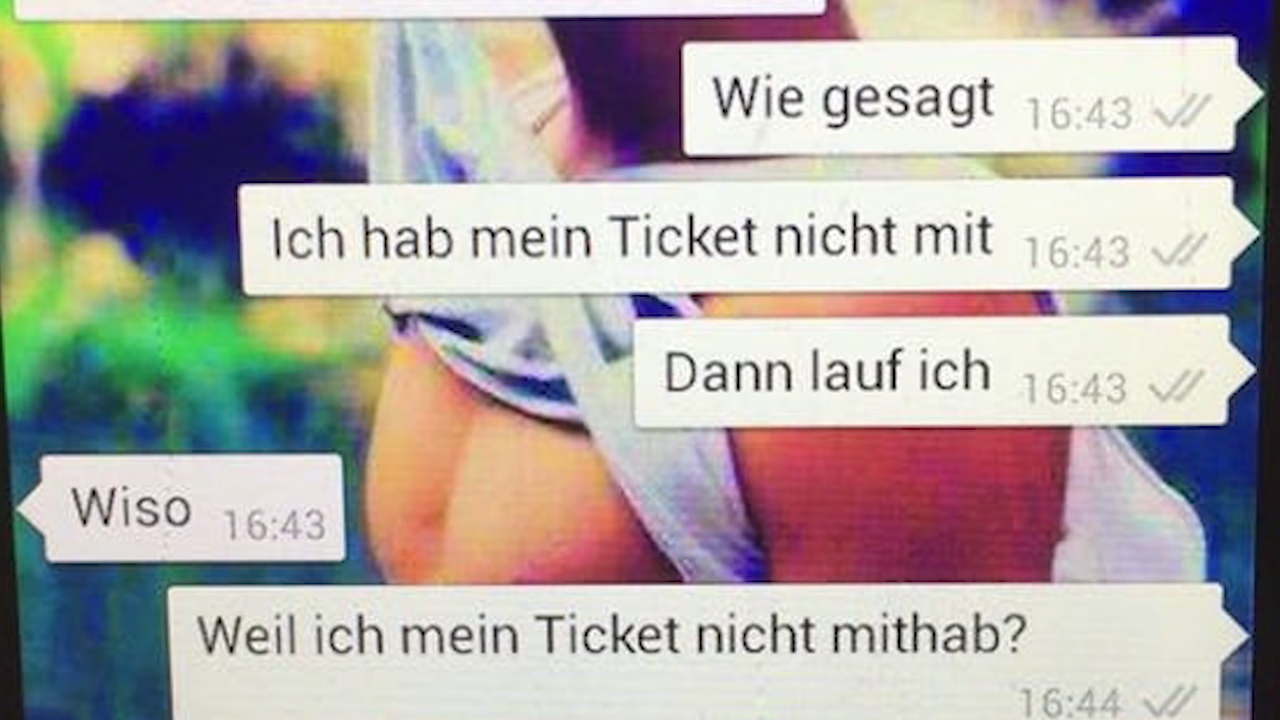 Wie gesagt 16:43
Ich hab mein Ticket nicht mit 16:43
Dann lauf ich 16:43
Wiso 16:43
Weil ich mein Ticket nicht mithab?
16:44